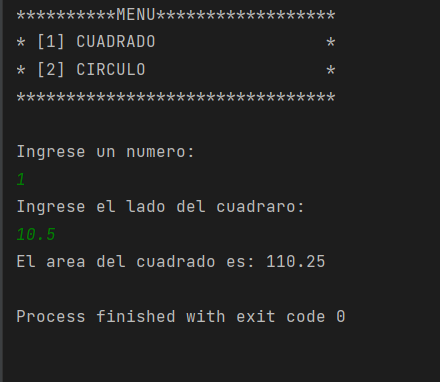 **********MENU******************
* [1] CUADRADO                 *
* [2] CIRCULO                  *
********************************
Ingrese un numero:
1
Ingrese el lado del cuadraro:
10.5
El area del cuadrado es: 110.25
Process finished with exit code 0